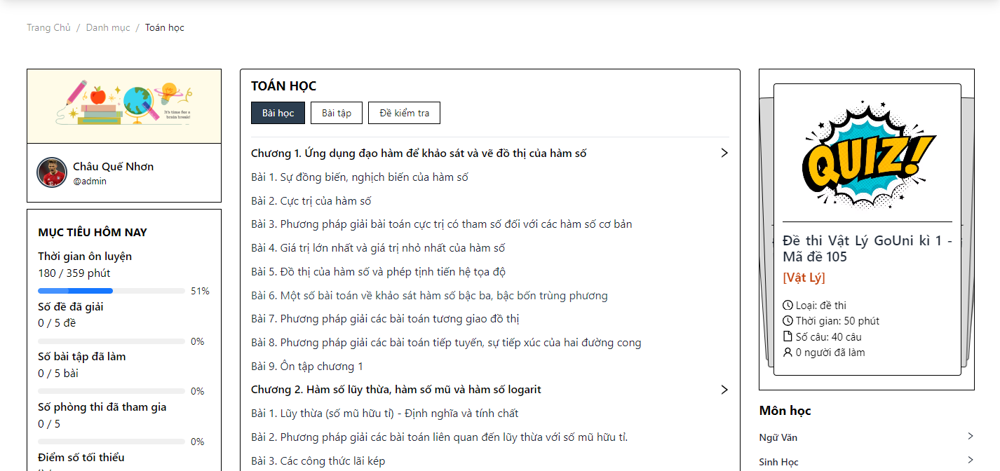 Trang Chủ / Danh mục / Toán học
It's time for a
brain break!
Châu Quế Nhơn
@admin
MỤC TIÊU HÔM NAY
Thời gian ôn luyện
180 / 359 phút
51%
Số đề đã giải
0 / 5 đề
0%
Số bài tập đã làm
0 / 5 bài
0%
Số phòng thi đã tham gia
0 / 5
0%
Điểm số tối thiểu
TOÁN HỌC
Bài học
Bài tập
Đề kiểm tra
Chương 1. Ứng dụng đạo hàm để khảo sát và vẽ đồ thị của hàm số
Bài 1. Sự đồng biến, nghịch biến của hàm số
Bài 2. Cực trị của hàm số
Bài 3. Phương pháp giải bài toán cực trị có tham số đối với các hàm số cơ bản
Bài 4. Giá trị lớn nhất và giá trị nhỏ nhất của hàm số
Bài 5. Đồ thị của hàm số và phép tịnh tiến hệ tọa độ
Bài 6. Một số bài toán về khảo sát hàm số bậc ba, bậc bốn trùng phương
Bài 7. Phương pháp giải các bài toán tương giao đồ thị
Bài 8. Phương pháp giải các bài toán tiếp tuyến, sự tiếp xúc của hai đường cong
Bài 9. Ôn tập chương 1
Chương 2. Hàm số lũy thừa, hàm số mũ và hàm số logarit
Bài 1. Lũy thừa (số mũ hữu tỉ) - Định nghĩa và tính chất
Bài 2. Phương pháp giải các bài toán liên quan đến lũy thừa với số mũ hữu tỉ.
Bài 3. Các công thức lãi kép
QUIZ!
Đề thi Vật Lý GoUni kì 1 -
Mã đề 105
[Vật Lý]
Loại: đề thi
Thời gian: 50 phút
Số câu: 40 câu
0 người đã làm
Môn học
Ngữ Văn
Sinh Học